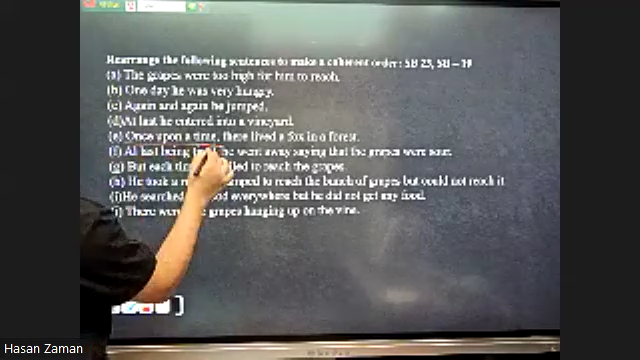 Rearrange the following sentences to make a coherent order: SB 23, SB – 19
(a) The grapes were too high for him to reach.
(b) One day he was very hungry.
(c) Again and again he jumped.
(d)At last he entered into a vineyard.
(e) Once upon a time, there lived a fox in a forest.
(f) At last being he went away saying that the grapes were sour.
(g) But each failed to reach the grapes.
(h) He took a jumped to reach the bunch of grapes but could not reach it
(i)He searched everywhere but he did not get any food.
(j) There were grapes hanging up on the vine.
Hasan Zaman